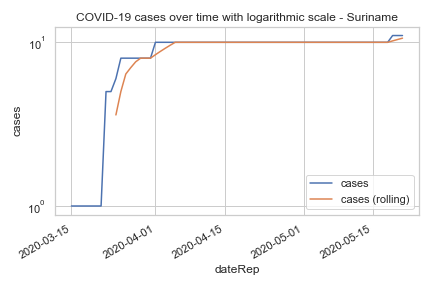 COVID-19 cases over time with logarithmic scale - Suriname
cases
10¹
10⁰
cases
cases (rolling)
2020-03-15
2020-04-01
2020-04-15
2020-05-01
2020-05-15
dateRep